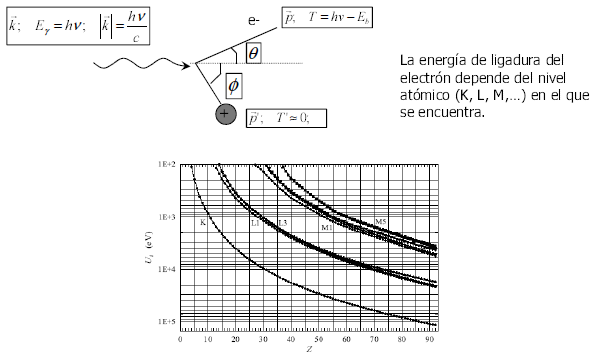 e-
k⃗; E_γ = hν; |k⃗| = hν/c
p⃗; T = hν − E_b
θ
ϕ
+
p⃗'; T' ≃ 0;
La energía de ligadura del
electrón depende del nivel
atómico (K, L, M,…) en el que
se encuentra.
1E+2
1E+3
1E+4
1E+5
U_i (eV)
K
L1
L3
M1
M5
0 10 20 30 40 50 60 70 80 90
Z